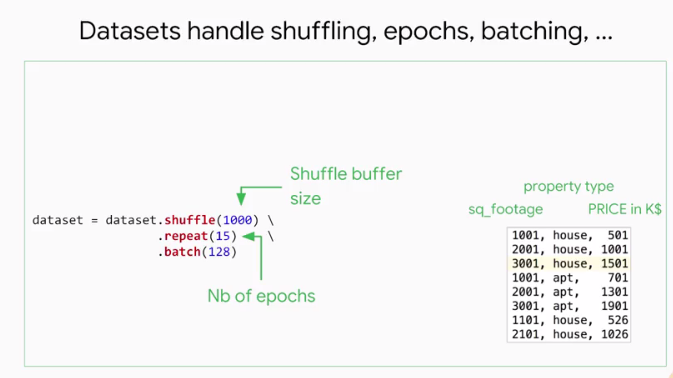 Datasets handle shuffling, epochs, batching, ...
Shuffle buffer
size
dataset = dataset.shuffle(1000) \
.repeat(15) \
.batch(128)
Nb of epochs
property type
sq_footage PRICE in K$
1001, house, 501
2001, house, 1001
3001, house, 1501
1001, apt, 701
2001, apt, 1301
3001, apt, 1901
1101, house, 526
2101, house, 1026